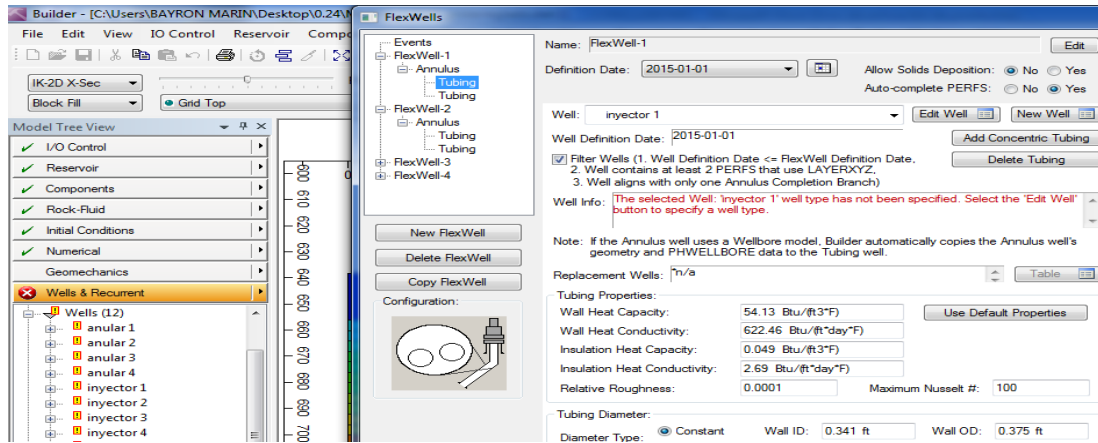 Builder - [C:\Users\BAYRON MARIN\Desktop\0.24\
File Edit View IO Control Reservoir
IK-2D X-Sec
Block Fill Grid Top
Model Tree View
I/O Control
Reservoir
Components
Rock-Fluid
Initial Conditions
Numerical
Geomechanics
Wells & Recurrent
Wells (12)
anular 1
anular 2
anular 3
anular 4
inyector 1
inyector 2
inyector 3
inyector 4
600
610
620
630
640
650
660
670
680
690
700
FlexWells
Events
FlexWell-1
Annulus
Tubing
Tubing
FlexWell-2
Annulus
Tubing
Tubing
FlexWell-3
FlexWell-4
New FlexWell
Delete FlexWell
Copy FlexWell
Configuration:
Name: FlexWell-1 Edit
Definition Date: 2015-01-01 Allow Solids Deposition: No Yes
Auto-complete PERFS: No Yes
Well: inyector 1 Edit Well New Well
Well Definition Date: 2015-01-01 Add Concentric Tubing
Filter Wells (1. Well Definition Date <= FlexWell Definition Date, Delete Tubing
2. Well contains at least 2 PERFS that use LAYERXYZ,
3. Well aligns with only one Annulus Completion Branch)
Well Info: The selected Well: 'inyector 1' well type has not been specified. Select the 'Edit Well'
button to specify a well type.
Note: If the Annulus well uses a Wellbore model, Builder automatically copies the Annulus well's
geometry and PHWELLBORE data to the Tubing well.
Replacement Wells: *n/a Table
Tubing Properties:
Wall Heat Capacity: 54.13 Btu/(ft3*F) Use Default Properties
Wall Heat Conductivity: 622.46 Btu/(ft*day*F)
Insulation Heat Capacity: 0.049 Btu/(ft3*F)
Insulation Heat Conductivity: 2.69 Btu/(ft*day*F)
Relative Roughness: 0.0001 Maximum Nusselt #: 100
Tubing Diameter:
Diameter Type: Constant Wall ID: 0.341 ft Wall OD: 0.375 ft